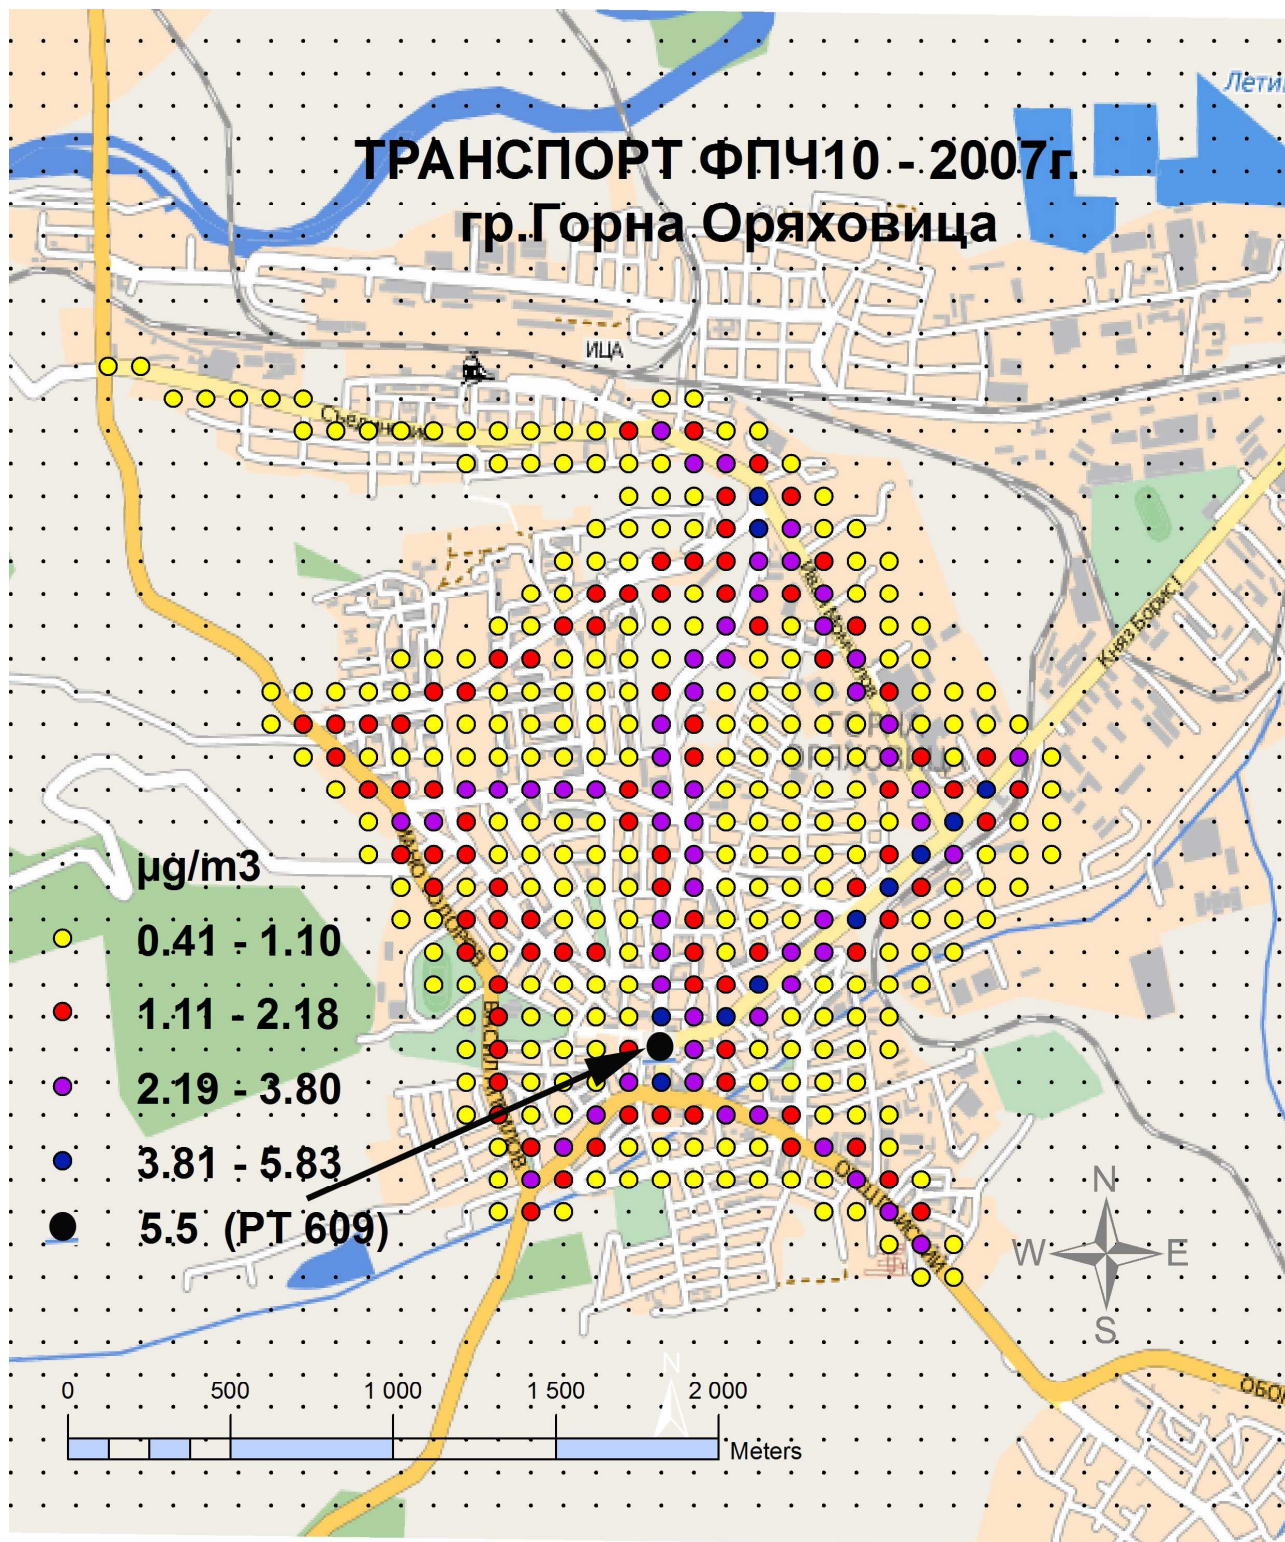 Лети
ТРАНСПОРТ ФПЧ10 - 2007г.
гр.Горна Оряховица
ИЦА
Княз Борис I
µg/m3
0.41 - 1.10
1.11 - 2.18
2.19 - 3.80
3.81 - 5.83
5.5 (РТ 609)
N
W E
S
N
0 500 1 000 1 500 2 000
Meters